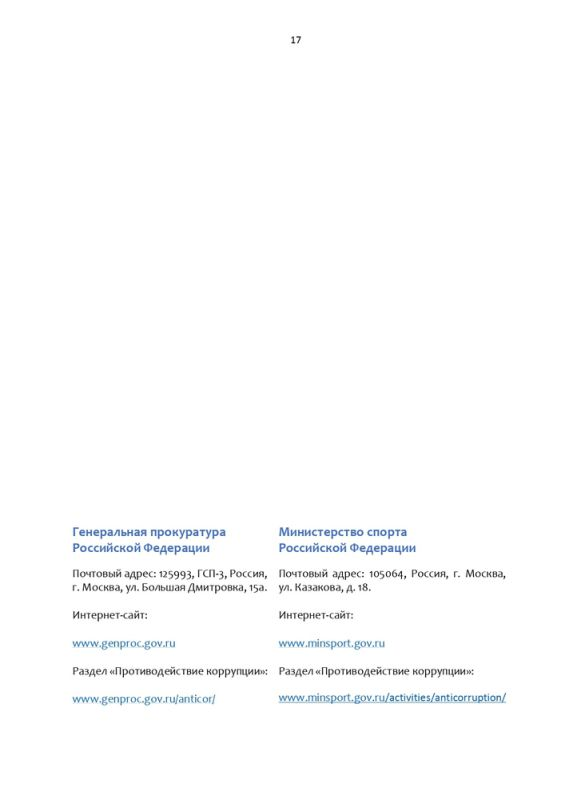 17
Генеральная прокуратура
Российской Федерации
Почтовый адрес: 125993, ГСП-3, Россия,
г. Москва, ул. Большая Дмитровка, 15а.
Интернет-сайт:
www.genproc.gov.ru
Раздел «Противодействие коррупции»:
www.genproc.gov.ru/anticor/
Министерство спорта
Российской Федерации
Почтовый адрес: 105064, Россия, г. Москва,
ул. Казакова, д. 18.
Интернет-сайт:
www.minsport.gov.ru
Раздел «Противодействие коррупции»:
www.minsport.gov.ru/activities/anticorruption/